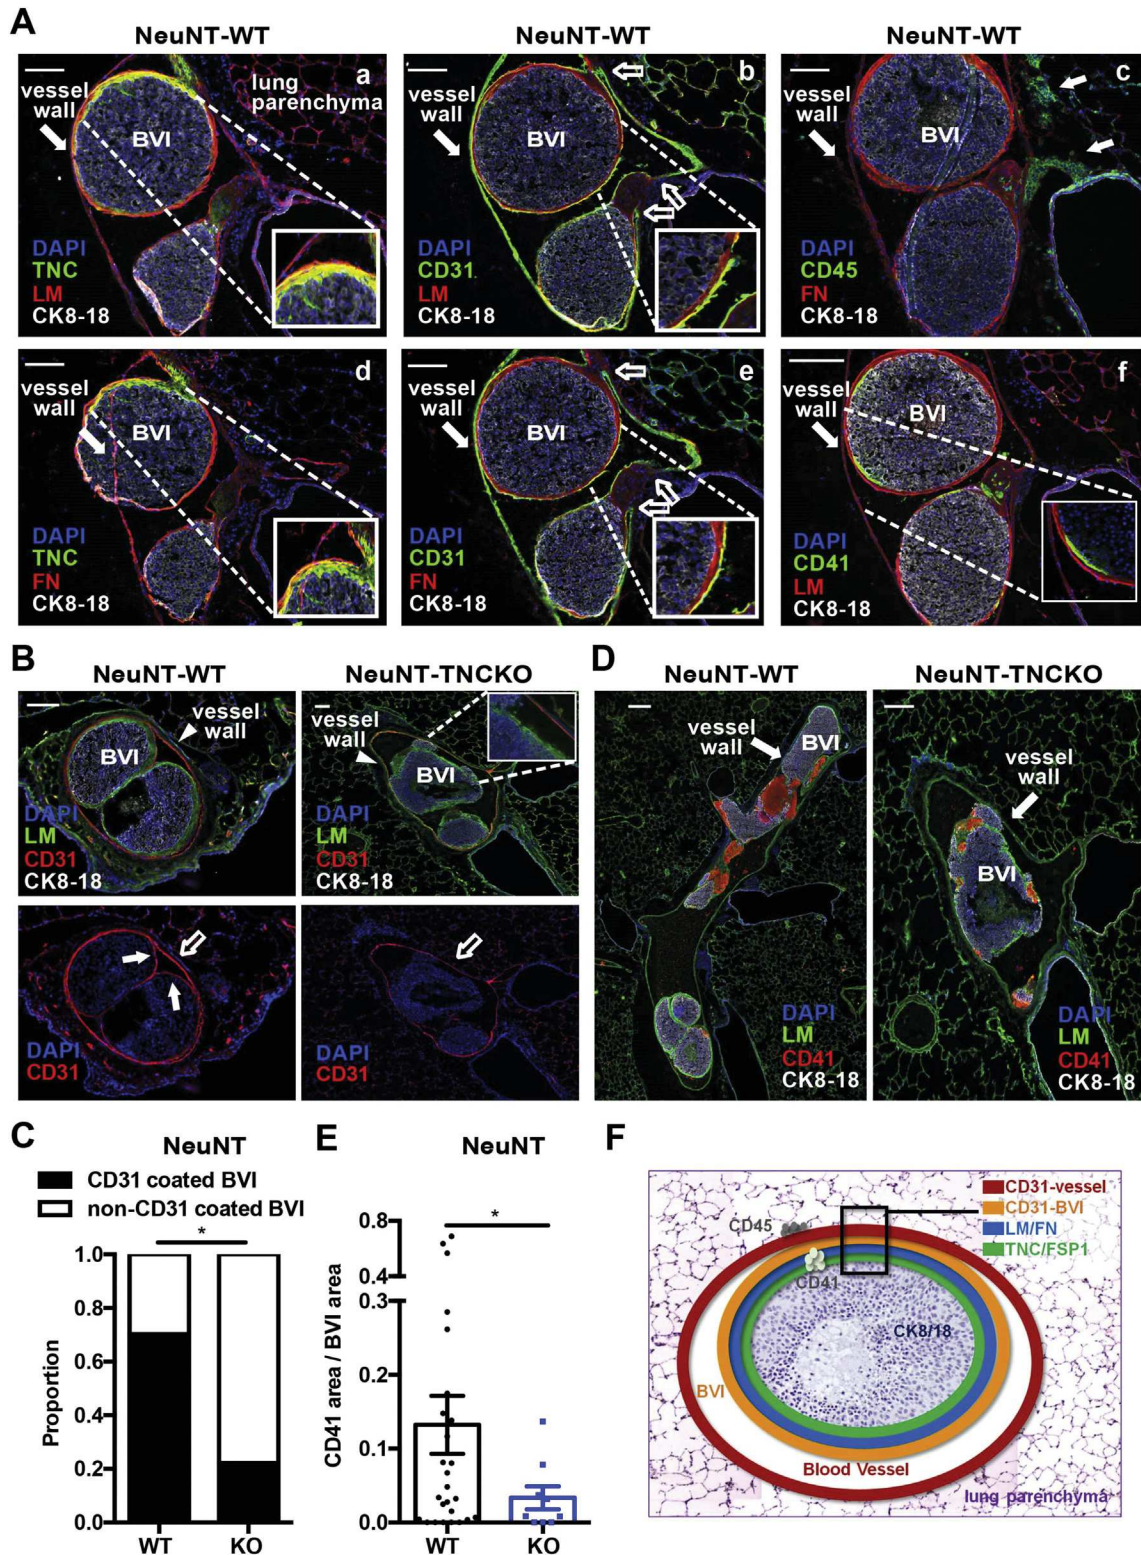 A
NeuNT-WT
NeuNT-WT
NeuNT-WT
vessel
wall
lung
parenchyma
a
BVI
DAPI
TNC
LM
CK8-18
vessel
wall
b
BVI
DAPI
CD31
LM
CK8-18
vessel
wall
c
BVI
DAPI
CD45
FN
CK8-18
vessel
wall
d
BVI
DAPI
TNC
FN
CK8-18
vessel
wall
e
BVI
DAPI
CD31
FN
CK8-18
vessel
wall
f
BVI
DAPI
CD41
LM
CK8-18
B
NeuNT-WT
NeuNT-TNCKO
vessel
wall
BVI
DAPI
LM
CD31
CK8-18
vessel
wall
BVI
DAPI
LM
CD31
CK8-18
DAPI
CD31
DAPI
CD31
D
NeuNT-WT
NeuNT-TNCKO
vessel
wall
BVI
DAPI
LM
CD41
CK8-18
vessel
wall
BVI
DAPI
LM
CD41
CK8-18
C
NeuNT
CD31 coated BVI
non-CD31 coated BVI
*
1.0
0.8
0.6
0.4
0.2
0.0
Proportion
WT
KO
E
NeuNT
*
0.8
0.4
0.3
0.2
0.1
0.0
CD41 area / BVI area
WT
KO
F
CD31-vessel
CD31-BVI
LM/FN
TNC/FSP1
CD45
CD41
CK8/18
BVI
Blood Vessel
lung parenchyma